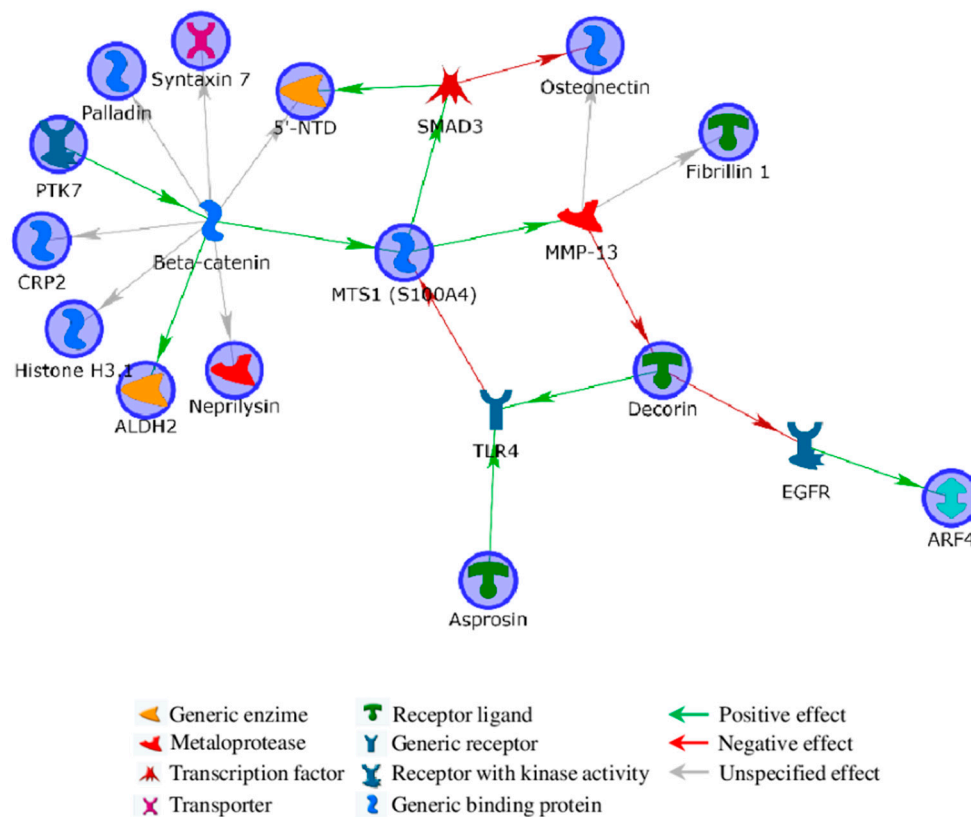 Syntaxin 7
Osteonectin
Palladin
5'-NTD
SMAD3
Fibrillin 1
PTK7
MMP-13
CRP2
Beta-catenin
MTS1 (S100A4)
Histone H3.1
Neprilysin
Decorin
ALDH2
TLR4
EGFR
ARF4
Asprosin
Generic enzime
Metaloprotease
Transcription factor
Transporter
Receptor ligand
Generic receptor
Receptor with kinase activity
Generic binding protein
Positive effect
Negative effect
Unspecified effect